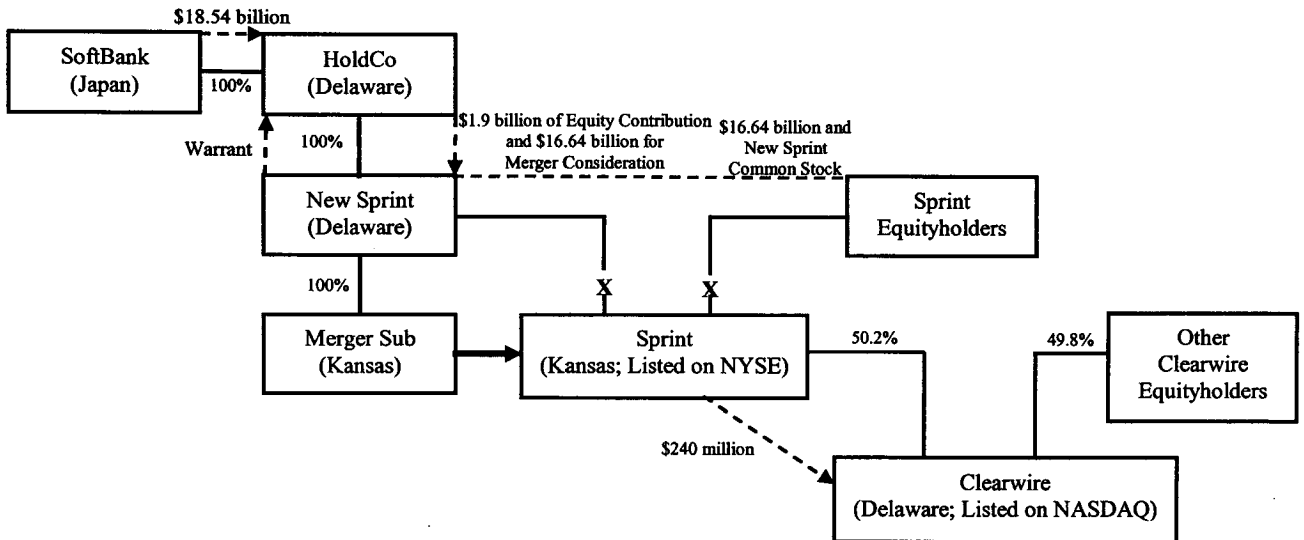 $18.54 billion
SoftBank
(Japan)
100%
HoldCo
(Delaware)
Warrant
100%
$1.9 billion of Equity Contribution
and $16.64 billion for
Merger Consideration
$16.64 billion and
New Sprint
Common Stock
New Sprint
(Delaware)
Sprint
Equityholders
100%
X
X
Merger Sub
(Kansas)
Sprint
(Kansas; Listed on NYSE)
50.2%
49.8%
Other
Clearwire
Equityholders
$240 million
Clearwire
(Delaware; Listed on NASDAQ)